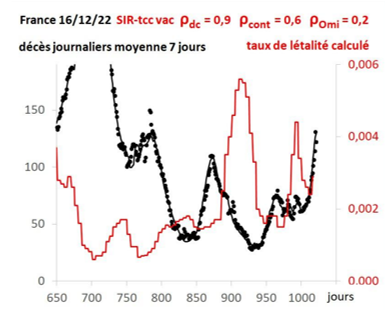 France 16/12/22 SIR-tcc vac ρdc = 0,9 ρcont = 0,6 ρOmi = 0,2
décès journaliers moyenne 7 jours taux de létalité calculé
0,006
150
0,004
100
0,002
50
0 0.000
650 700 750 800 850 900 950 1000 jours